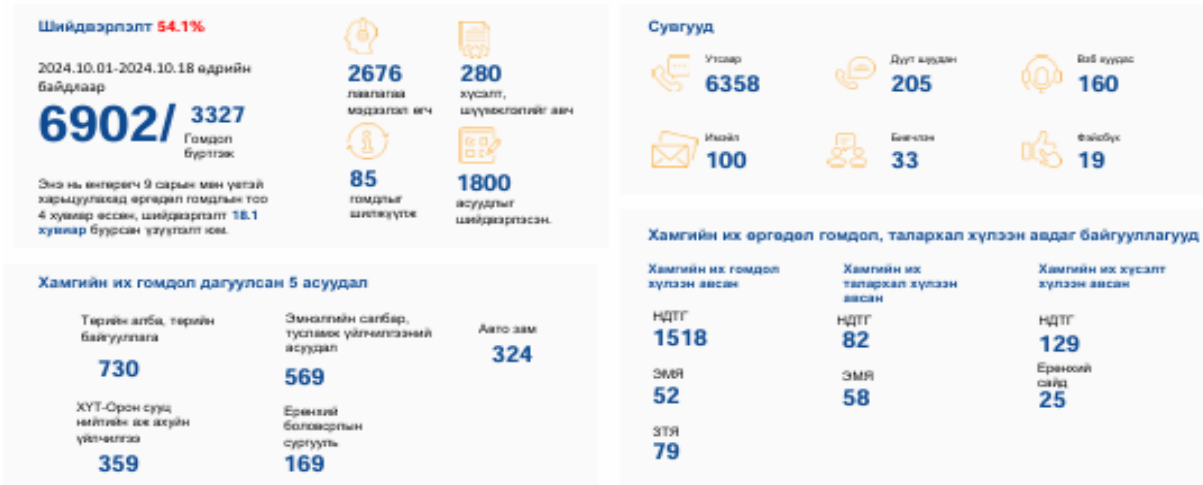 Шийдвэрлэлт 54.1%
2024.10.01-2024.10.18 өдрийн
байдлаар
6902/ 3327
Гомдол
бүртгэж
Энэ нь өнгөрөгч 9 сарын мөн үетэй
харьцуулахад өргөдөл гомдлын тоо
4 хувиар өссөн, шийдвэрлэлт 18.1
хувиар буурсан үзүүлэлт юм.
2676
лавлагаа
мэдээлэл өгч
280
хүсэлт,
шүүмжлэлийг авч
85
гомдлыг
шилжүүлж
1800
асуудлыг
шийдвэрлэсэн.
Сувгууд
Утсаар
6358
Дуут шуудан
205
Вэб хуудас
160
Имэйл
100
Биечлэн
33
Фэйсбүк
19
Хамгийн их гомдол дагуулсан 5 асуудал
Төрийн алба, төрийн
байгууллага
730
Эмнэлгийн салбар,
тусламж үйлчилгээний
асуудал
569
Авто зам
324
ХҮТ-Орон сууц
нийтийн аж ахуйн
үйлчилгээ
359
Ерөнхий
боловсролын
сургууль
169
Хамгийн их өргөдөл гомдол, талархал хүлээн авдаг байгууллагууд
Хамгийн их гомдол
хүлээн авсан
НДТГ
1518
ЭМЯ
52
ЗТЯ
79
Хамгийн их
талархал хүлээн
авсан
НДТГ
82
ЭМЯ
58
Хамгийн их хүсэлт
хүлээн авсан
НДТГ
129
Ерөнхий
сайд
25